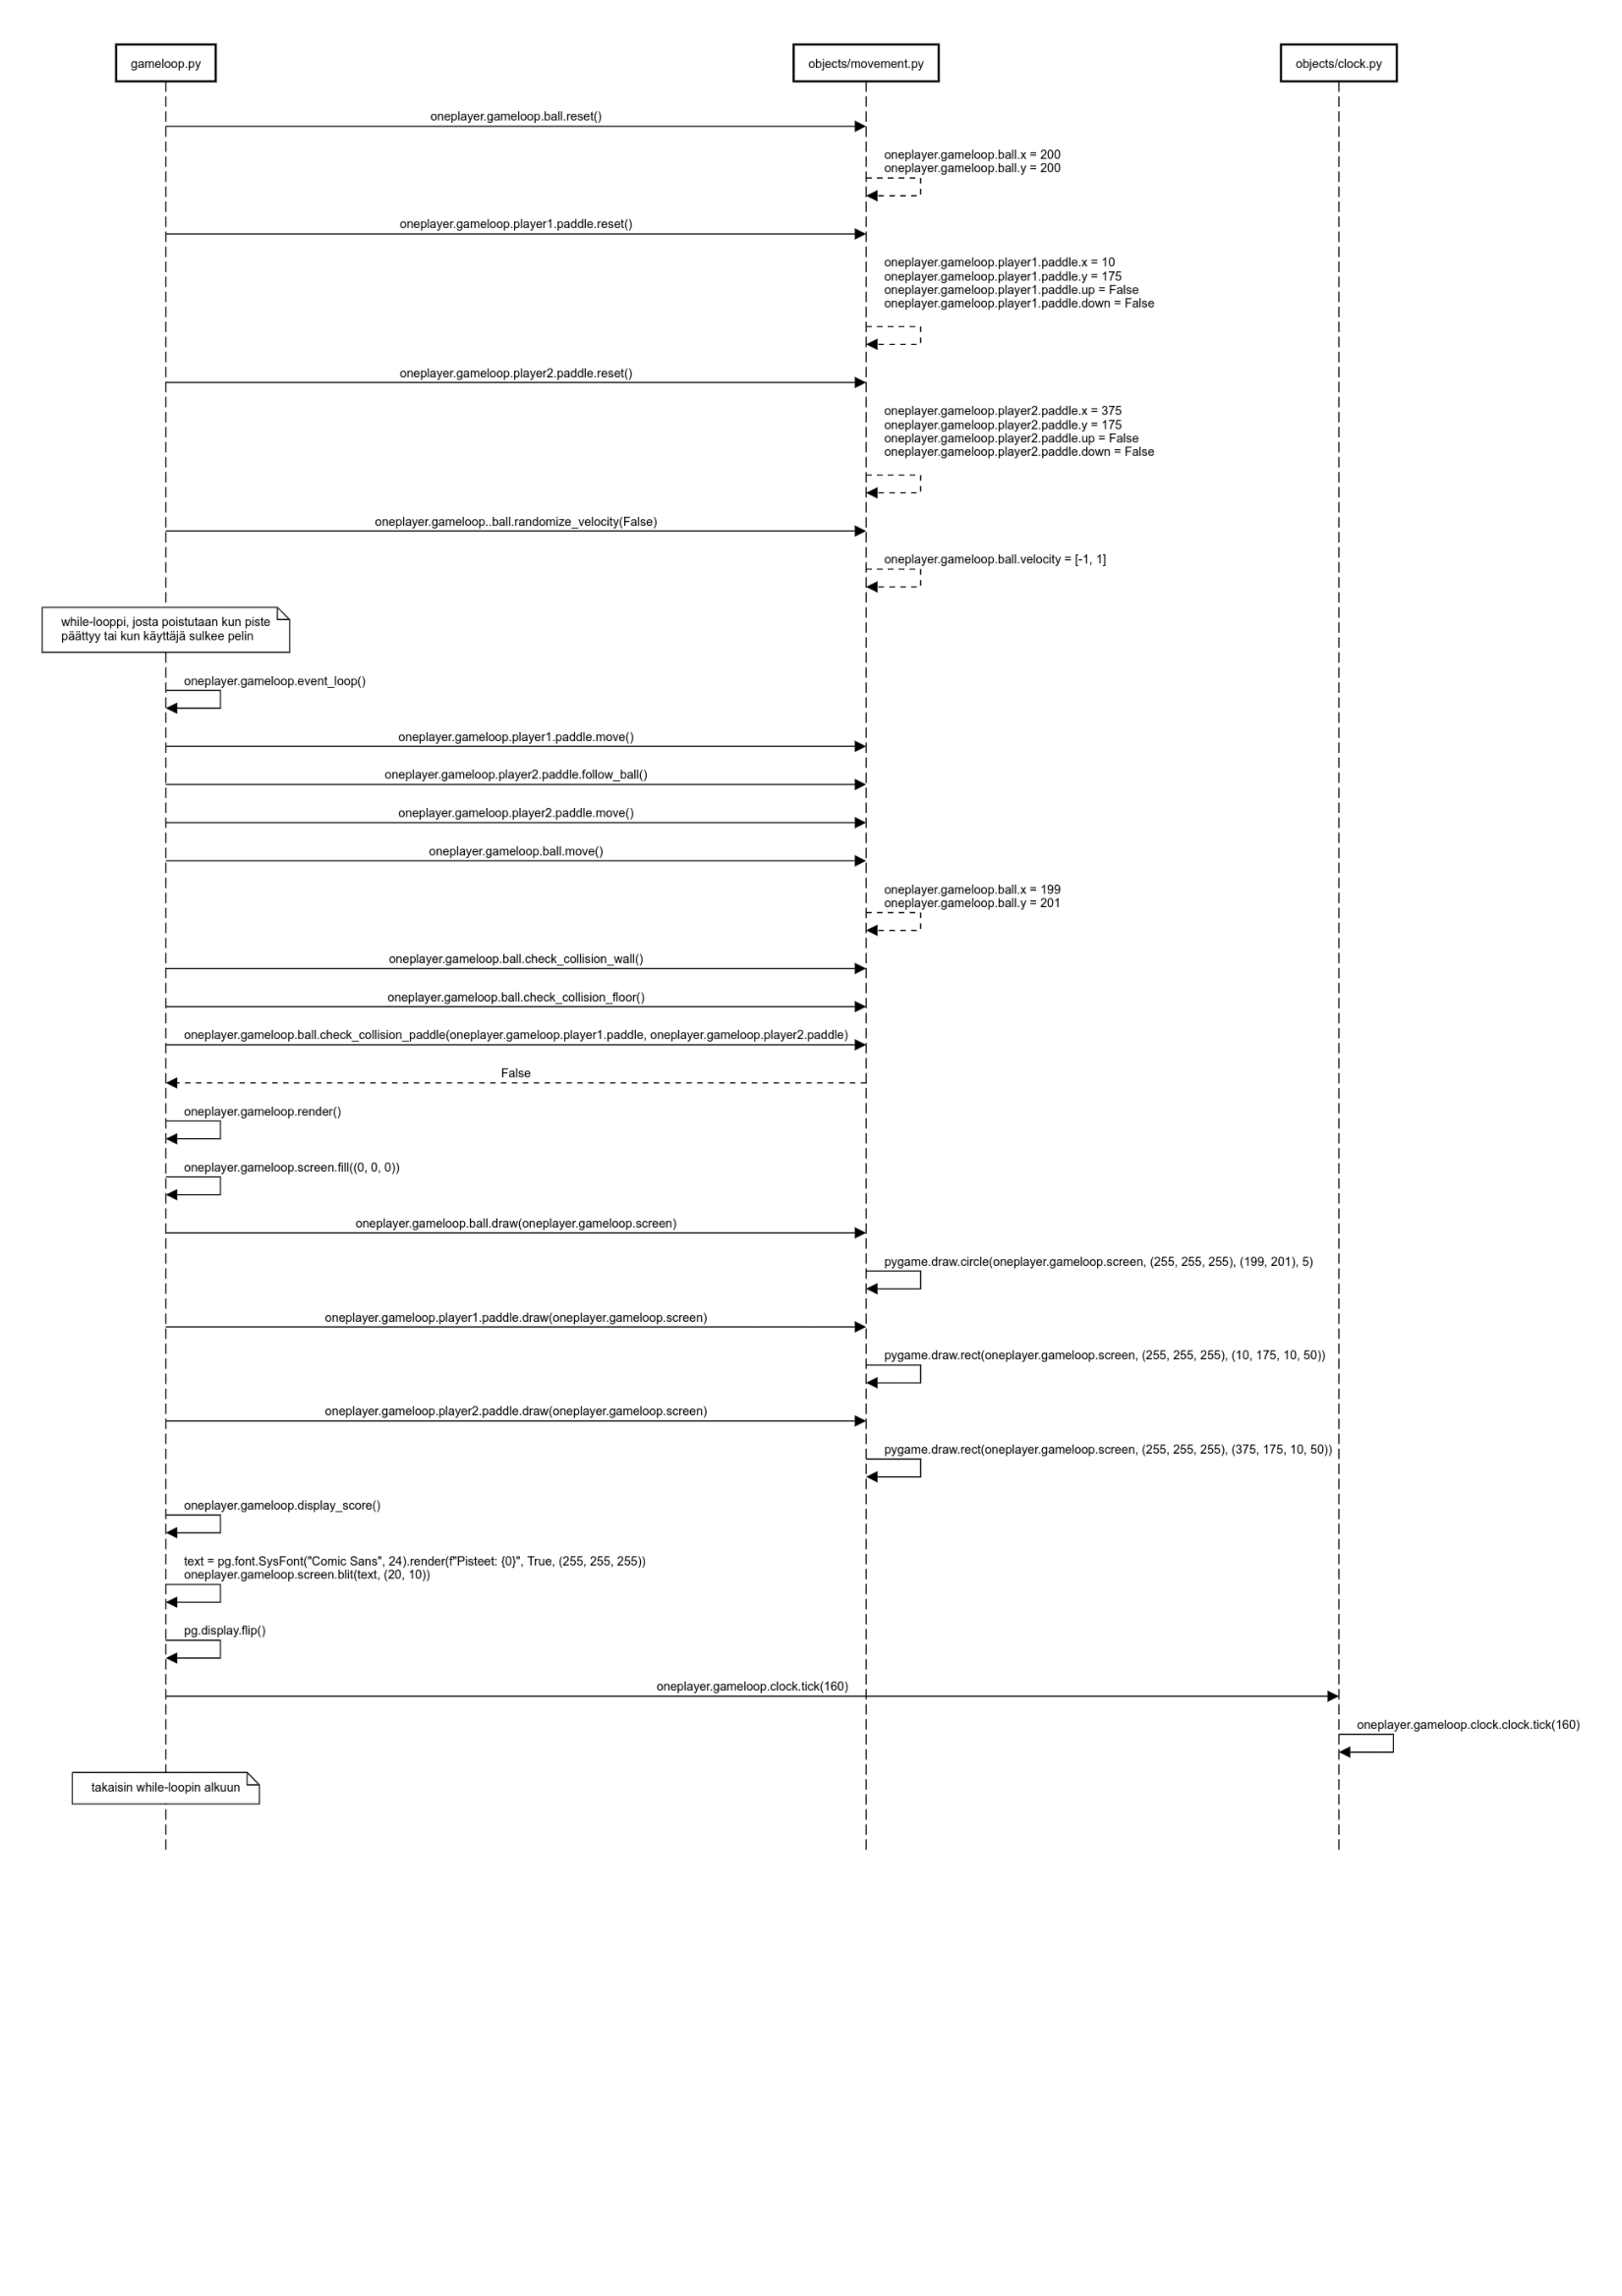 gameloop.py
objects/movement.py
objects/clock.py
oneplayer.gameloop.ball.reset()
oneplayer.gameloop.ball.x = 200
oneplayer.gameloop.ball.y = 200
oneplayer.gameloop.player1.paddle.reset()
oneplayer.gameloop.player1.paddle.x = 10
oneplayer.gameloop.player1.paddle.y = 175
oneplayer.gameloop.player1.paddle.up = False
oneplayer.gameloop.player1.paddle.down = False
oneplayer.gameloop.player2.paddle.reset()
oneplayer.gameloop.player2.paddle.x = 375
oneplayer.gameloop.player2.paddle.y = 175
oneplayer.gameloop.player2.paddle.up = False
oneplayer.gameloop.player2.paddle.down = False
oneplayer.gameloop..ball.randomize_velocity(False)
oneplayer.gameloop.ball.velocity = [-1, 1]
while-looppi, josta poistutaan kun piste
päättyy tai kun käyttäjä sulkee pelin
oneplayer.gameloop.event_loop()
oneplayer.gameloop.player1.paddle.move()
oneplayer.gameloop.player2.paddle.follow_ball()
oneplayer.gameloop.player2.paddle.move()
oneplayer.gameloop.ball.move()
oneplayer.gameloop.ball.x = 199
oneplayer.gameloop.ball.y = 201
oneplayer.gameloop.ball.check_collision_wall()
oneplayer.gameloop.ball.check_collision_floor()
oneplayer.gameloop.ball.check_collision_paddle(oneplayer.gameloop.player1.paddle, oneplayer.gameloop.player2.paddle)
False
oneplayer.gameloop.render()
oneplayer.gameloop.screen.fill((0, 0, 0))
oneplayer.gameloop.ball.draw(oneplayer.gameloop.screen)
pygame.draw.circle(oneplayer.gameloop.screen, (255, 255, 255), (199, 201), 5)
oneplayer.gameloop.player1.paddle.draw(oneplayer.gameloop.screen)
pygame.draw.rect(oneplayer.gameloop.screen, (255, 255, 255), (10, 175, 10, 50))
oneplayer.gameloop.player2.paddle.draw(oneplayer.gameloop.screen)
pygame.draw.rect(oneplayer.gameloop.screen, (255, 255, 255), (375, 175, 10, 50))
oneplayer.gameloop.display_score()
text = pg.font.SysFont("Comic Sans", 24).render(f"Pisteet: {0}", True, (255, 255, 255))
oneplayer.gameloop.screen.blit(text, (20, 10))
pg.display.flip()
oneplayer.gameloop.clock.tick(160)
oneplayer.gameloop.clock.clock.tick(160)
takaisin while-loopin alkuun